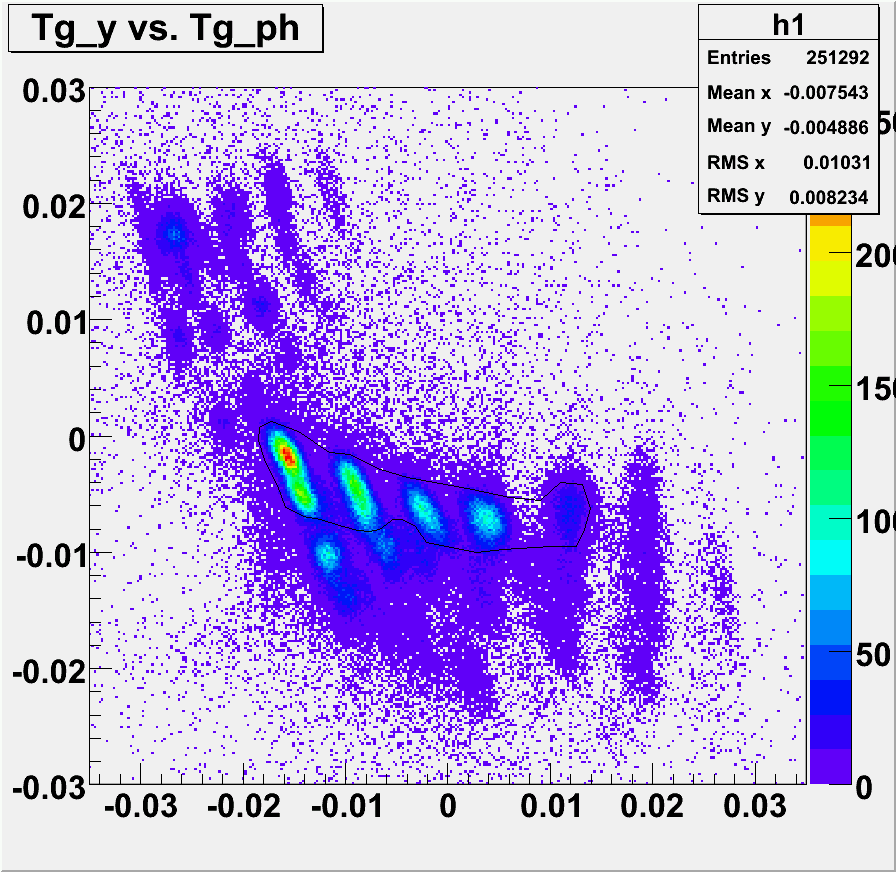 Tg_y vs. Tg_ph
h1
Entries 251292
Mean x -0.007543
Mean y -0.004886
RMS x 0.01031
RMS y 0.008234
0.03
0.02
0.01
0
-0.01
-0.02
-0.03
-0.03 -0.02 -0.01 0 0.01 0.02 0.03
200
150
100
50
0